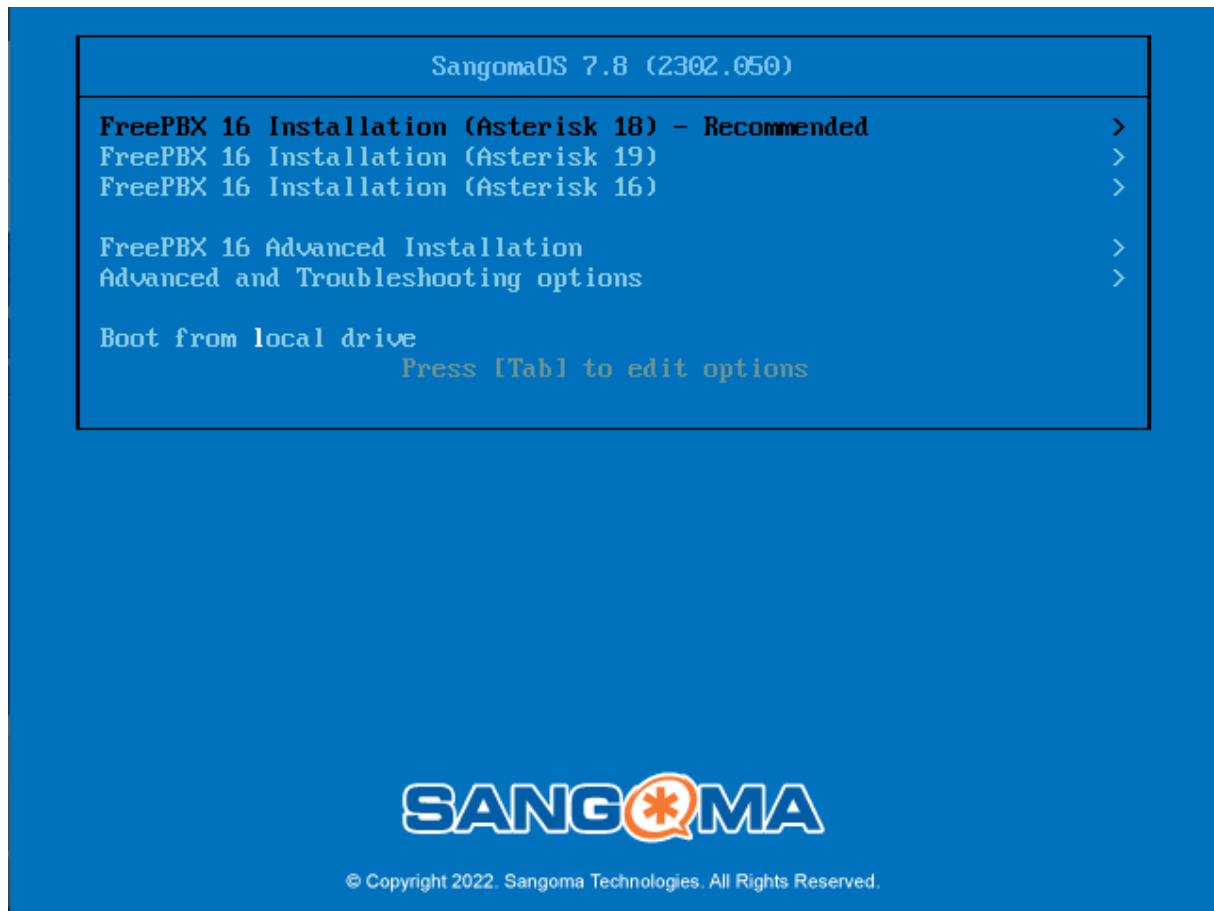 SangomaOS 7.8 (2302.050)
FreePBX 16 Installation (Asterisk 18) - Recommended >
FreePBX 16 Installation (Asterisk 19) >
FreePBX 16 Installation (Asterisk 16) >
FreePBX 16 Advanced Installation >
Advanced and Troubleshooting options >
Boot from local drive
Press [Tab] to edit options
SANGOMA
© Copyright 2022. Sangoma Technologies. All Rights Reserved.